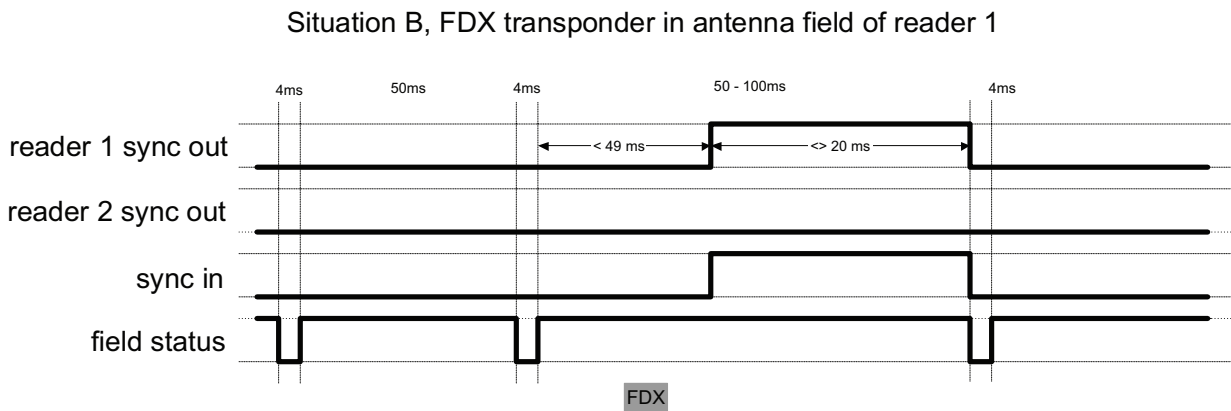 Situation B, FDX transponder in antenna field of reader 1
4ms 50ms 4ms 50 - 100ms 4ms
reader 1 sync out
< 49 ms <> 20 ms
reader 2 sync out
sync in
field status
FDX